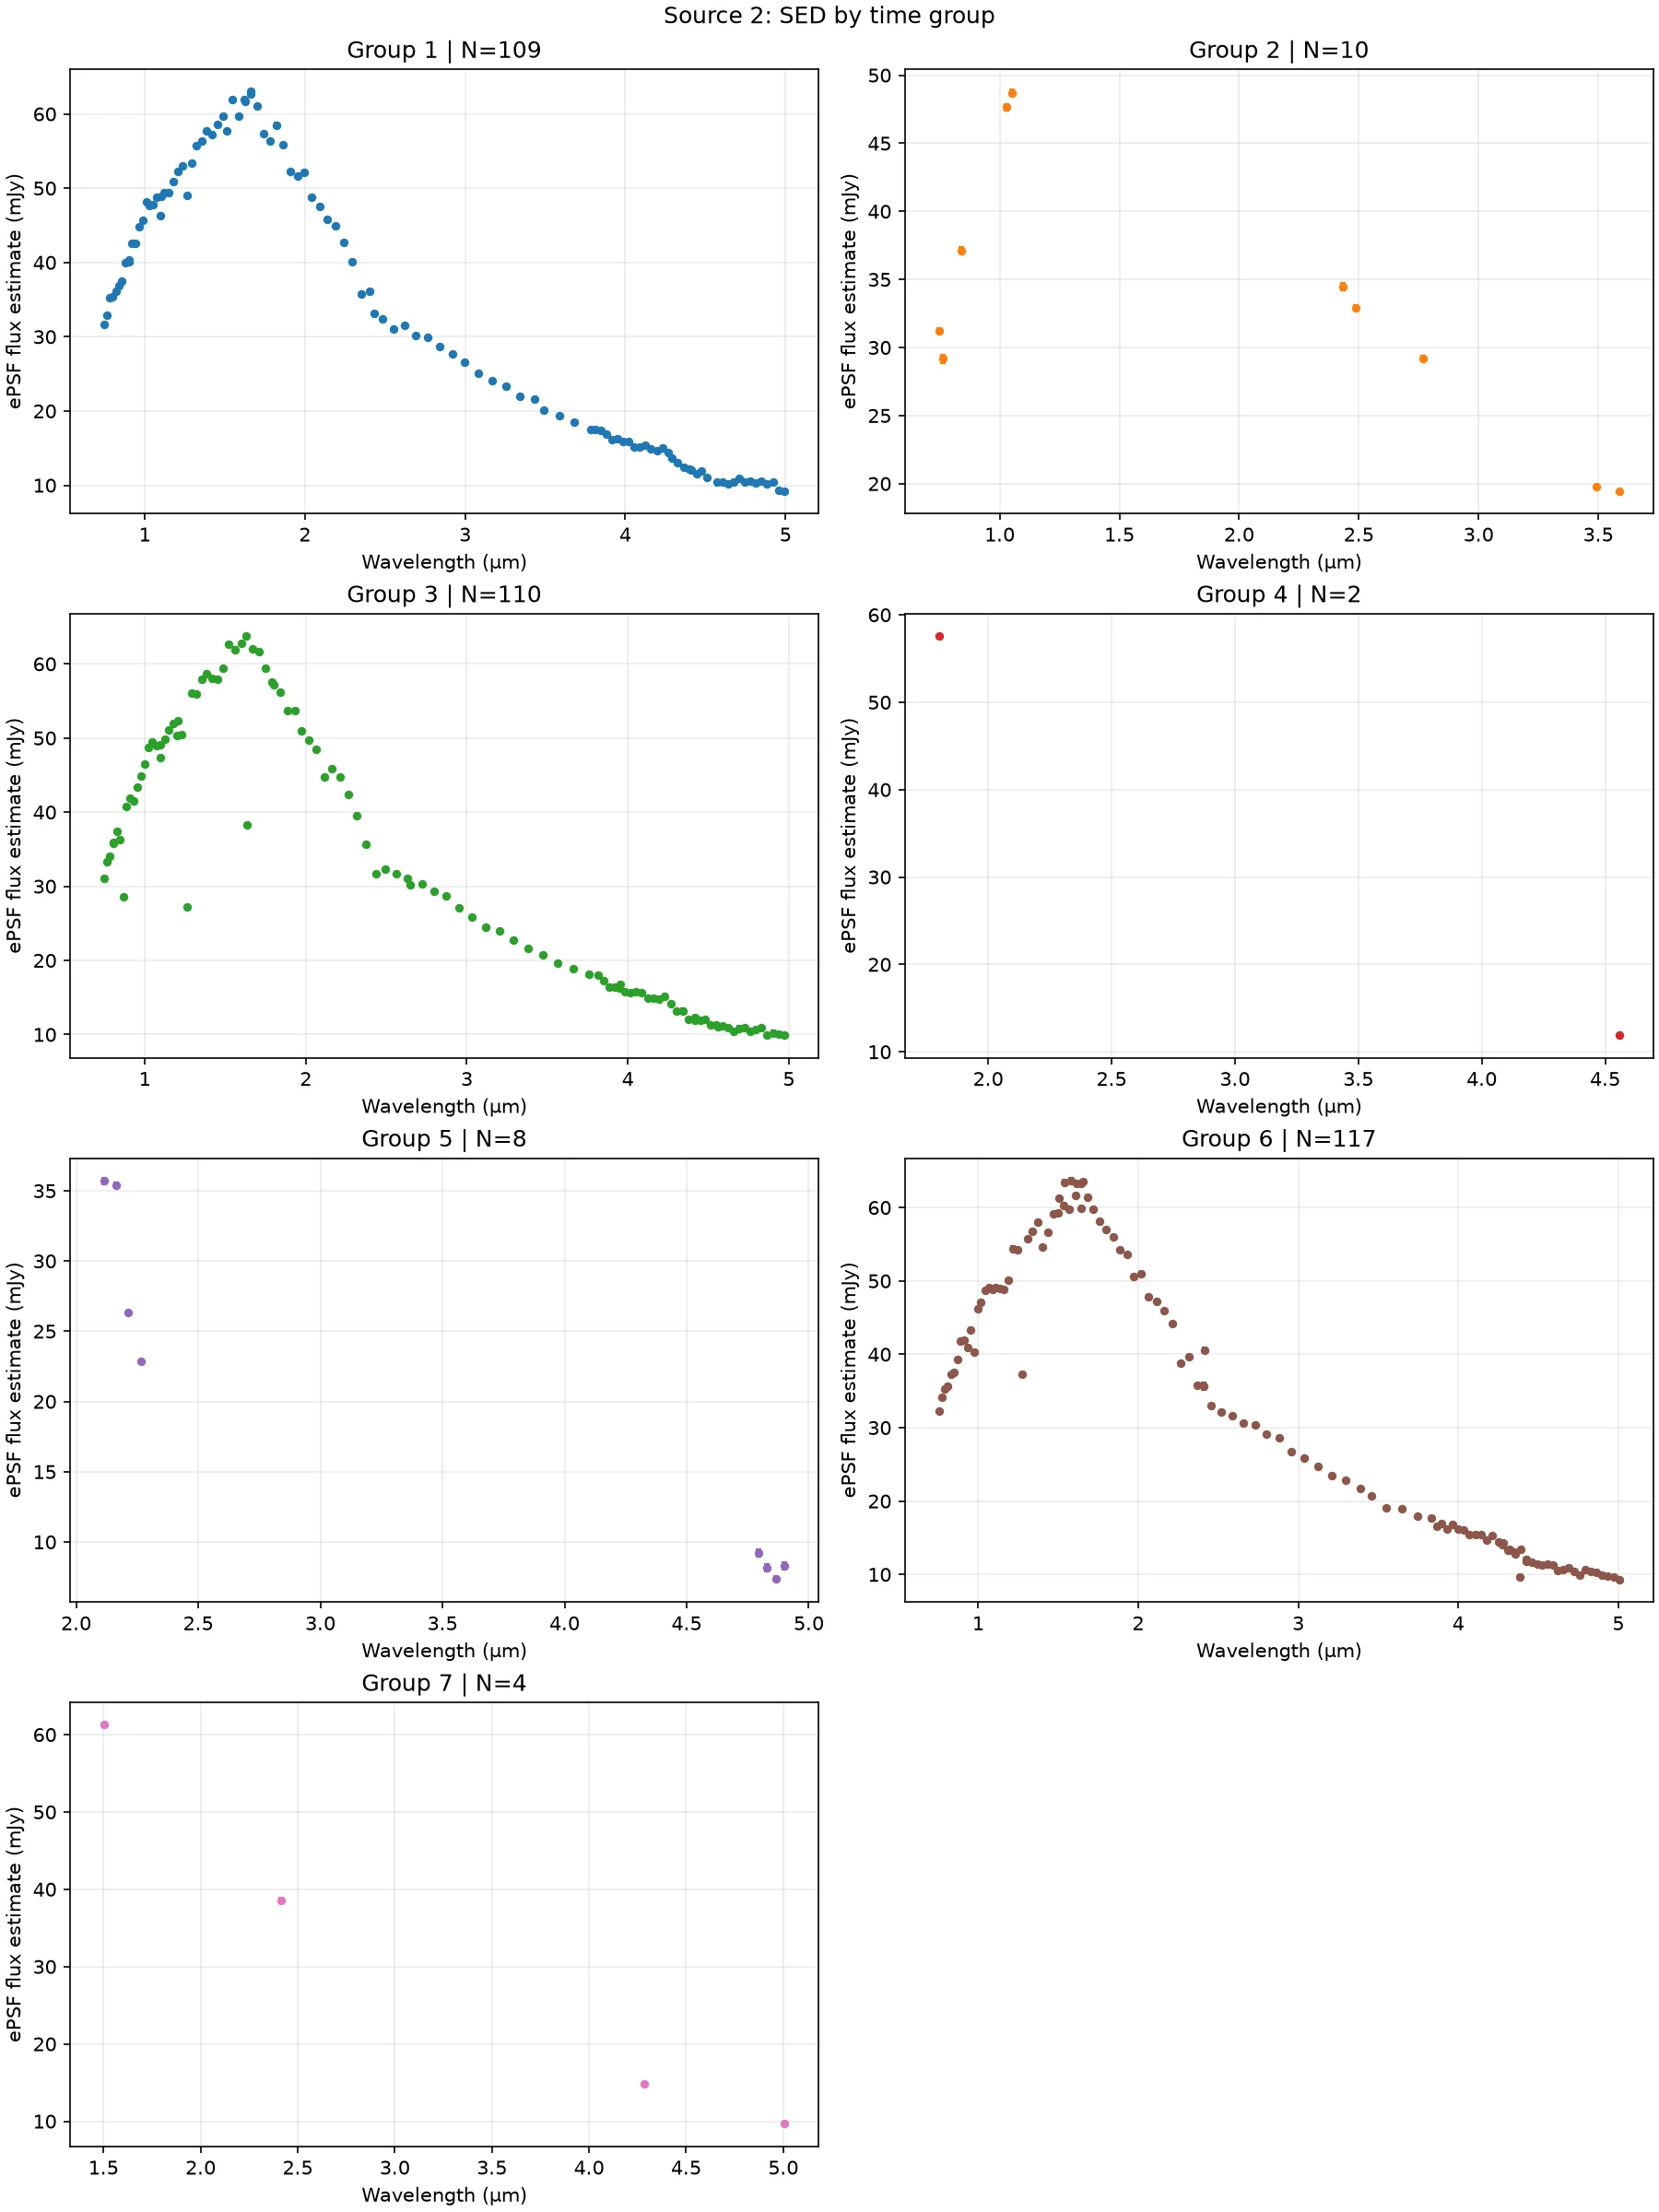 Source 2: SED by time group
Group 1 | N=109
ePSF flux estimate (mJy)
60
50
40
30
20
10
1 2 3 4 5
Wavelength (µm)
Group 2 | N=10
ePSF flux estimate (mJy)
50
45
40
35
30
25
20
1.0 1.5 2.0 2.5 3.0 3.5
Wavelength (µm)
Group 3 | N=110
ePSF flux estimate (mJy)
60
50
40
30
20
10
1 2 3 4 5
Wavelength (µm)
Group 4 | N=2
ePSF flux estimate (mJy)
60
50
40
30
20
10
2.0 2.5 3.0 3.5 4.0 4.5
Wavelength (µm)
Group 5 | N=8
ePSF flux estimate (mJy)
35
30
25
20
15
10
2.0 2.5 3.0 3.5 4.0 4.5 5.0
Wavelength (µm)
Group 6 | N=117
ePSF flux estimate (mJy)
60
50
40
30
20
10
1 2 3 4 5
Wavelength (µm)
Group 7 | N=4
ePSF flux estimate (mJy)
60
50
40
30
20
10
1.5 2.0 2.5 3.0 3.5 4.0 4.5 5.0
Wavelength (µm)